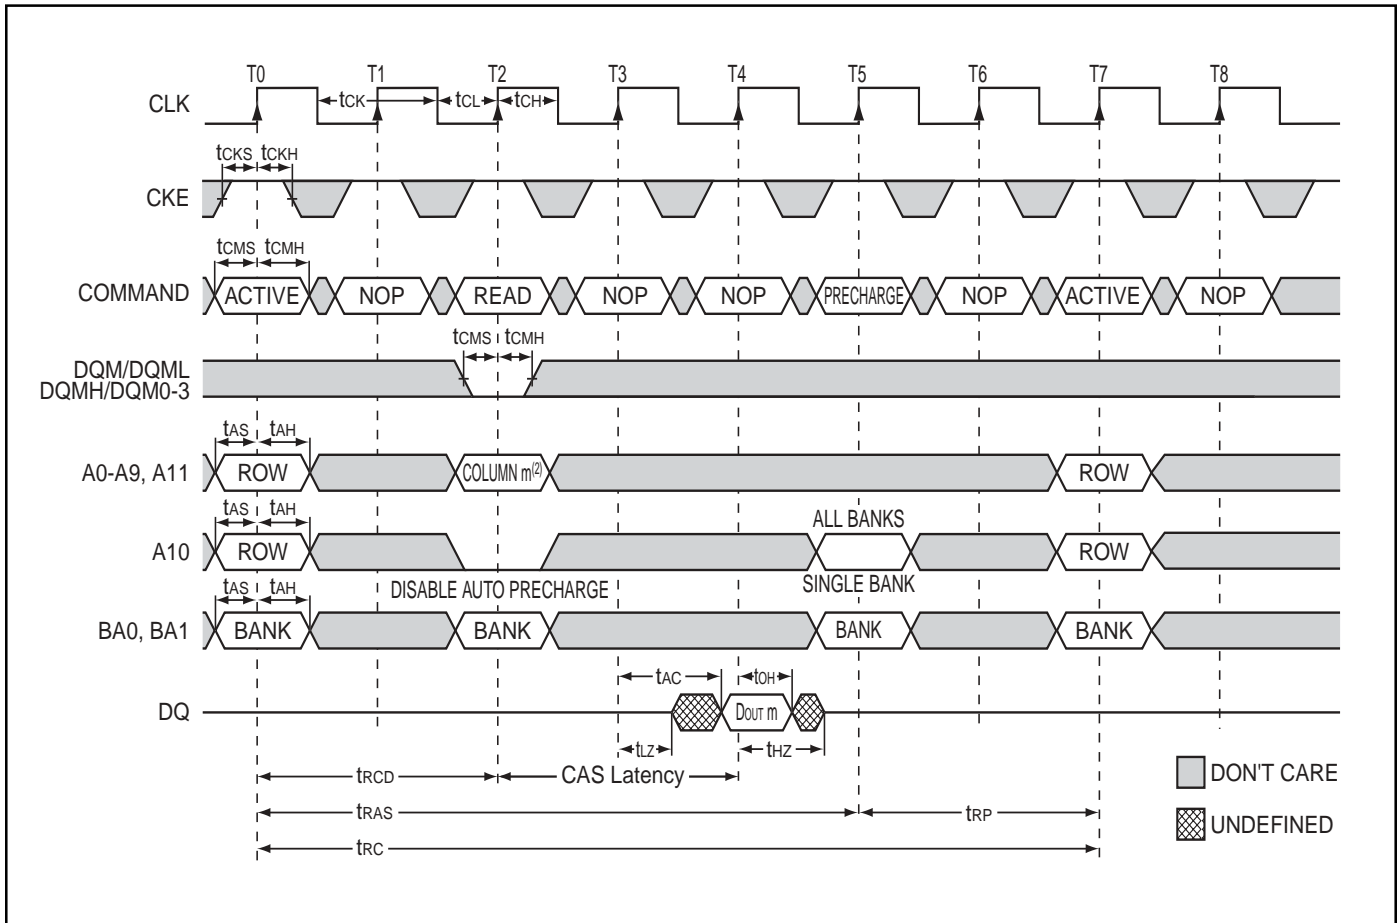 T0 T1 T2 T3 T4 T5 T6 T7 T8
CLK tCK tCL tCH
tCKS tCKH
CKE
tCMS tCMH
COMMAND ACTIVE NOP READ NOP NOP PRECHARGE NOP ACTIVE NOP
tCMS tCMH
DQM/DQML
DQMH/DQM0-3
tAS tAH
A0-A9, A11 ROW COLUMN m(2) ROW
tAS tAH ALL BANKS
A10 ROW ROW
tAS tAH DISABLE AUTO PRECHARGE SINGLE BANK
BA0, BA1 BANK BANK BANK BANK
tAC tOH
DQ DOUT m
tLZ tHZ
tRCD CAS Latency
DON'T CARE
tRAS tRP
UNDEFINED
tRC